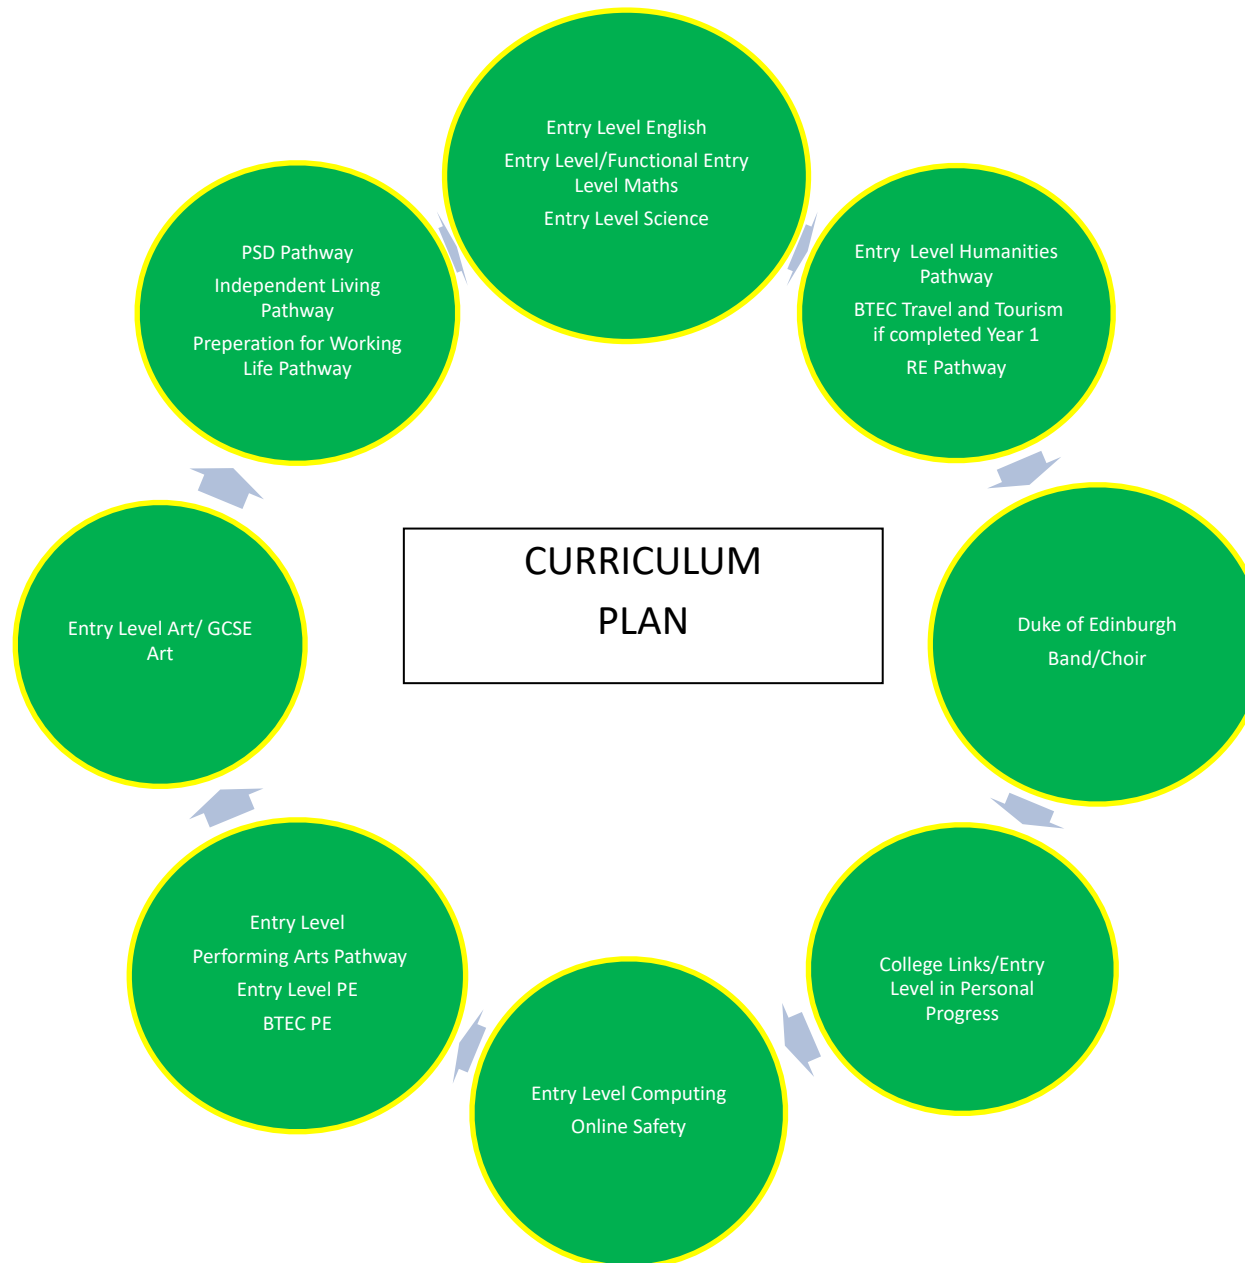 Entry Level English
Entry Level/Functional Entry
Level Maths
Entry Level Science
Entry  Level Humanities
Pathway
BTEC Travel and Tourism
if completed Year 1
RE Pathway
Duke of Edinburgh
Band/Choir
College Links/Entry
Level in Personal
Progress
Entry Level Computing
Online Safety
Entry Level
Performing Arts Pathway
Entry Level PE
BTEC PE
Entry Level Art/ GCSE
Art
PSD Pathway
Independent Living
Pathway
Preperation for Working
Life Pathway
CURRICULUM
PLAN